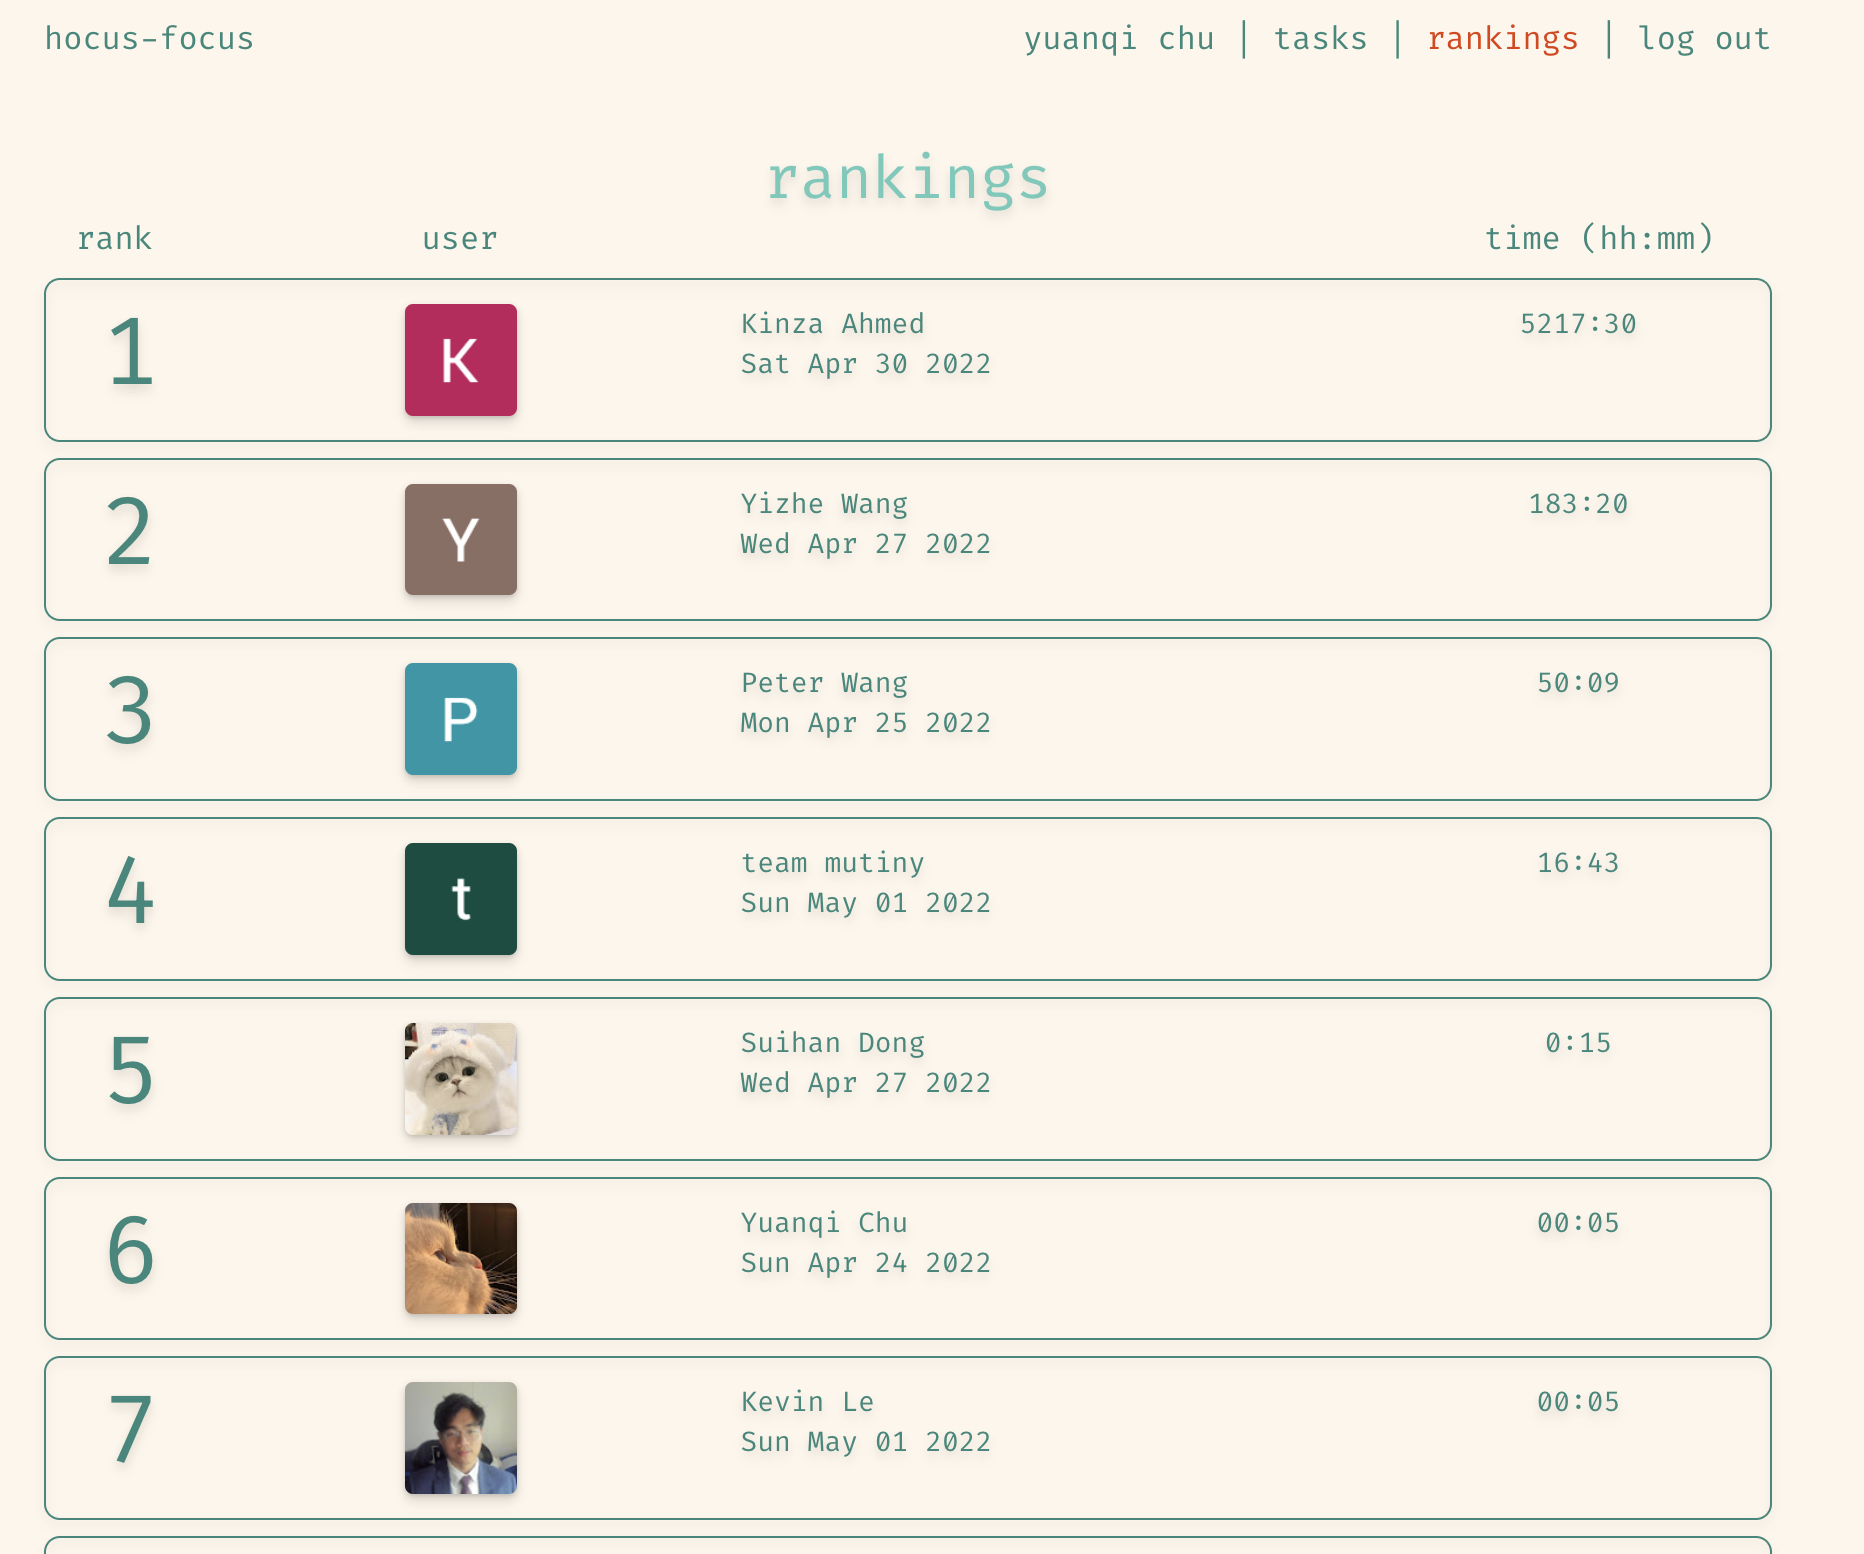 hocus-focus
yuanqi chu | tasks | rankings | log out
rankings
rank user time (hh:mm)
1 K Kinza Ahmed 5217:30
Sat Apr 30 2022
2 Y Yizhe Wang 183:20
Wed Apr 27 2022
3 P Peter Wang 50:09
Mon Apr 25 2022
4 t team mutiny 16:43
Sun May 01 2022
5 Suihan Dong 0:15
Wed Apr 27 2022
6 Yuanqi Chu 00:05
Sun Apr 24 2022
7 Kevin Le 00:05
Sun May 01 2022